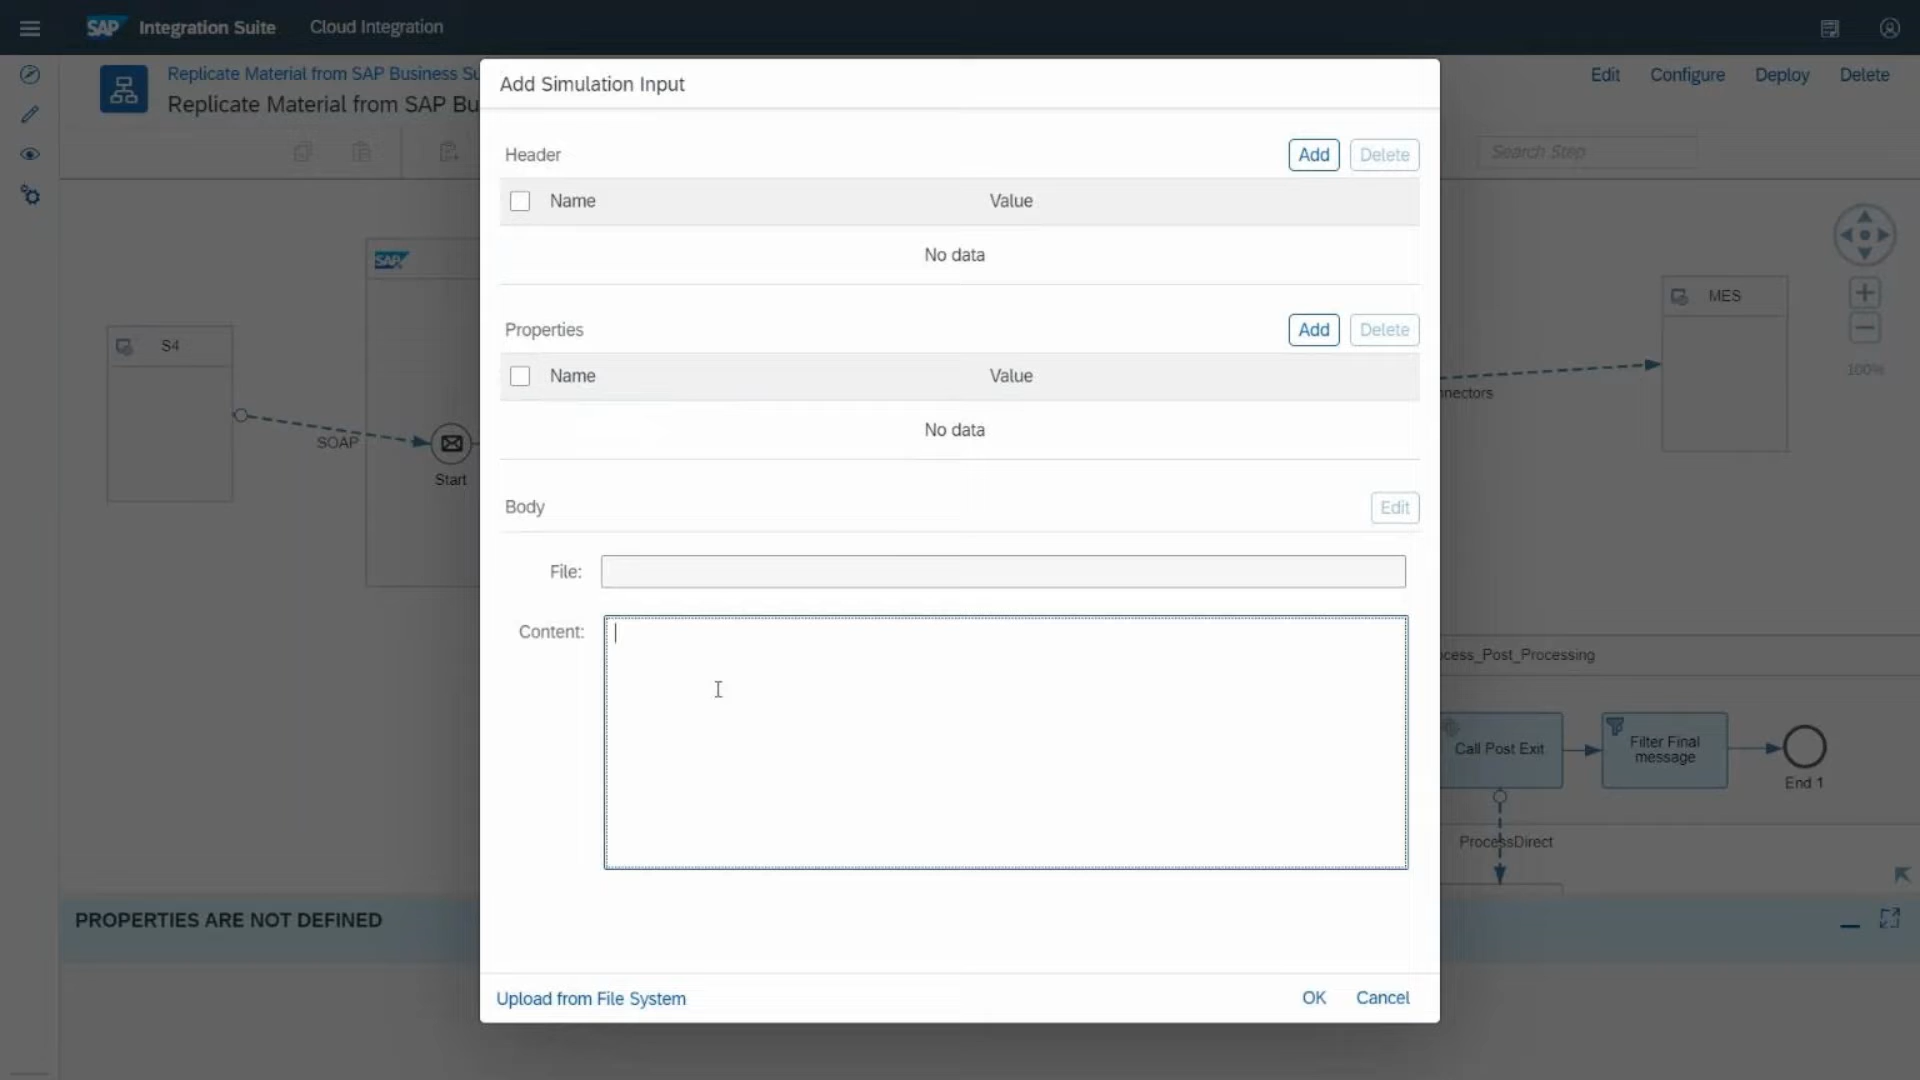 SAP Integration Suite Cloud Integration
Replicate Material from SAP Business Su
Replicate Material from SAP Bu
Edit Configure Deploy Delete
Search Step
Add Simulation Input
Header Add Delete
Name Value
No data
Properties Add Delete
Name Value
No data
Body Edit
File:
Content:
Upload from File System OK Cancel
SAP
S4
SOAP
Start
MES
100%
nnectors
cess_Post_Processing
Call Post Exit
Filter Final
message
End 1
ProcessDirect
PROPERTIES ARE NOT DEFINED